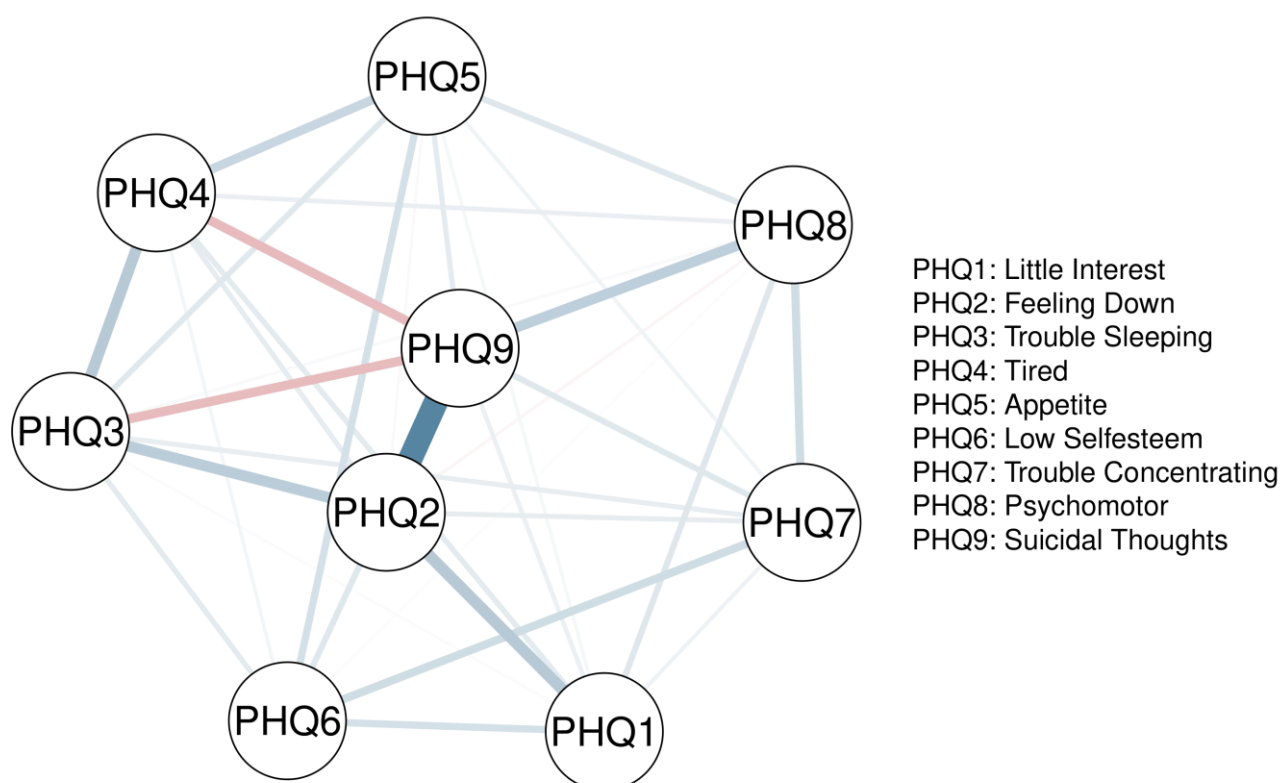 PHQ5
PHQ4
PHQ8
PHQ9
PHQ3
PHQ2
PHQ7
PHQ6
PHQ1
PHQ1: Little Interest
PHQ2: Feeling Down
PHQ3: Trouble Sleeping
PHQ4: Tired
PHQ5: Appetite
PHQ6: Low Selfesteem
PHQ7: Trouble Concentrating
PHQ8: Psychomotor
PHQ9: Suicidal Thoughts